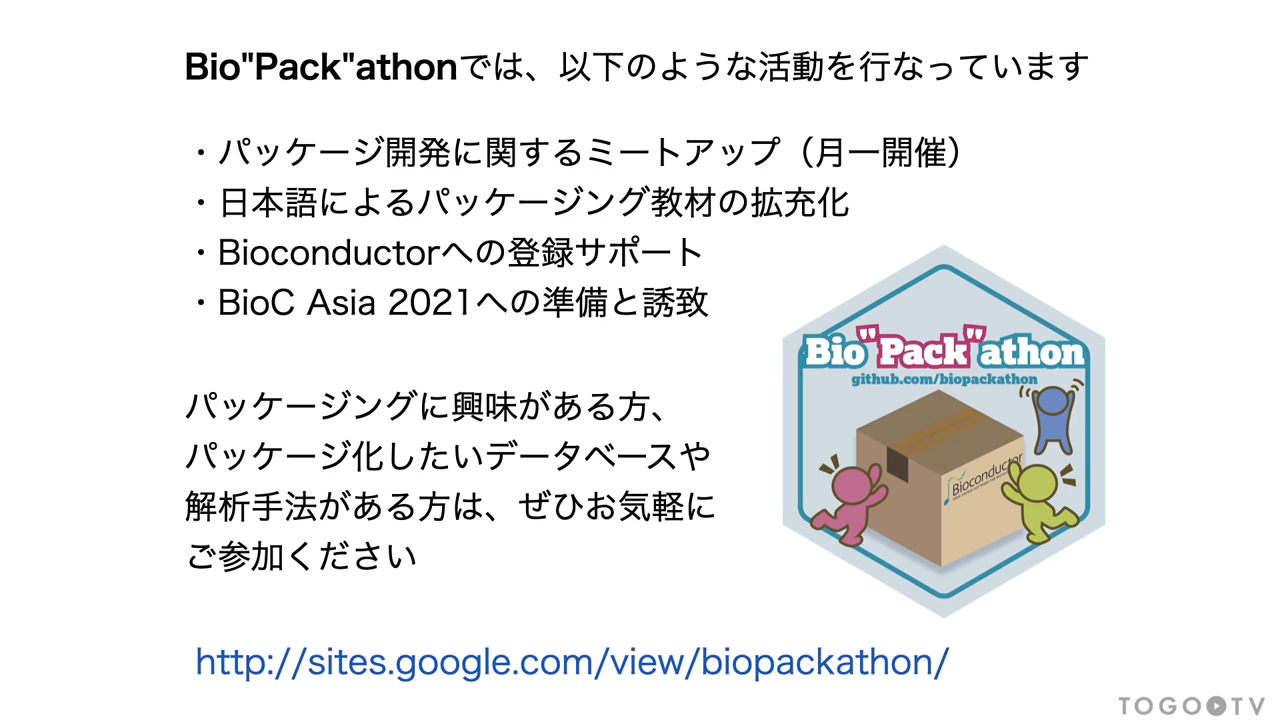 Bio"Pack"athonでは、以下のような活動を行なっています
・パッケージ開発に関するミートアップ（月一開催）
・日本語によるパッケージング教材の拡充化
・Bioconductorへの登録サポート
・BioC Asia 2021への準備と誘致
パッケージングに興味がある方、
パッケージ化したいデータベースや
解析手法がある方は、ぜひお気軽に
ご参加ください
http://sites.google.com/view/biopackathon/
Bio"Pack"athon
github.com/biopackathon
Bioconductor
TOGO TV